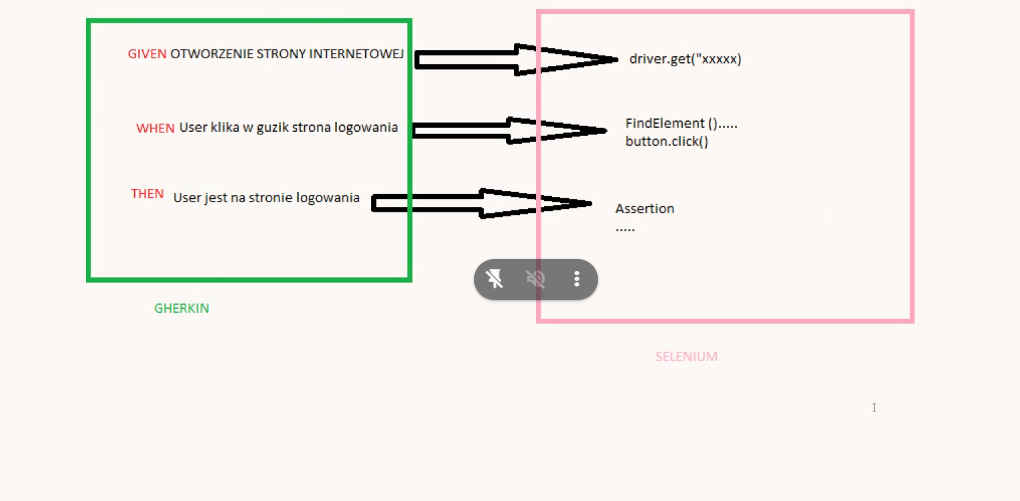 GIVEN OTWORZENIE STRONY INTERNETOWEJ
driver.get("xxxxx)
WHEN User klika w guzik strona logowania
FindElement ().....
button.click()
THEN User jest na stronie logowania
Assertion
.....
GHERKIN
SELENIUM